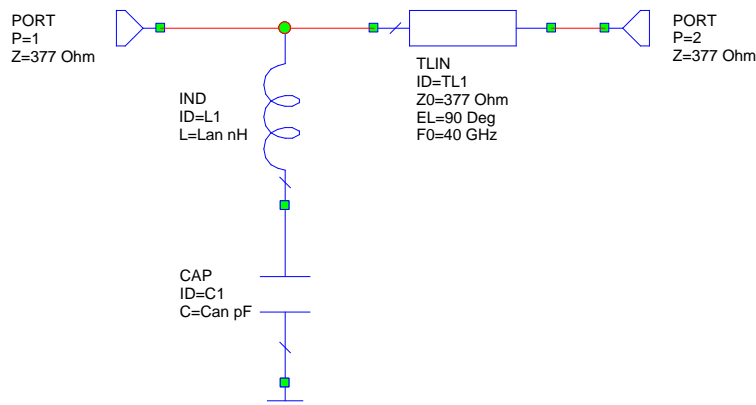 PORT
P=1
Z=377 Ohm
IND
ID=L1
L=Lan nH
CAP
ID=C1
C=Can pF
TLIN
ID=TL1
Z0=377 Ohm
EL=90 Deg
F0=40 GHz
PORT
P=2
Z=377 Ohm